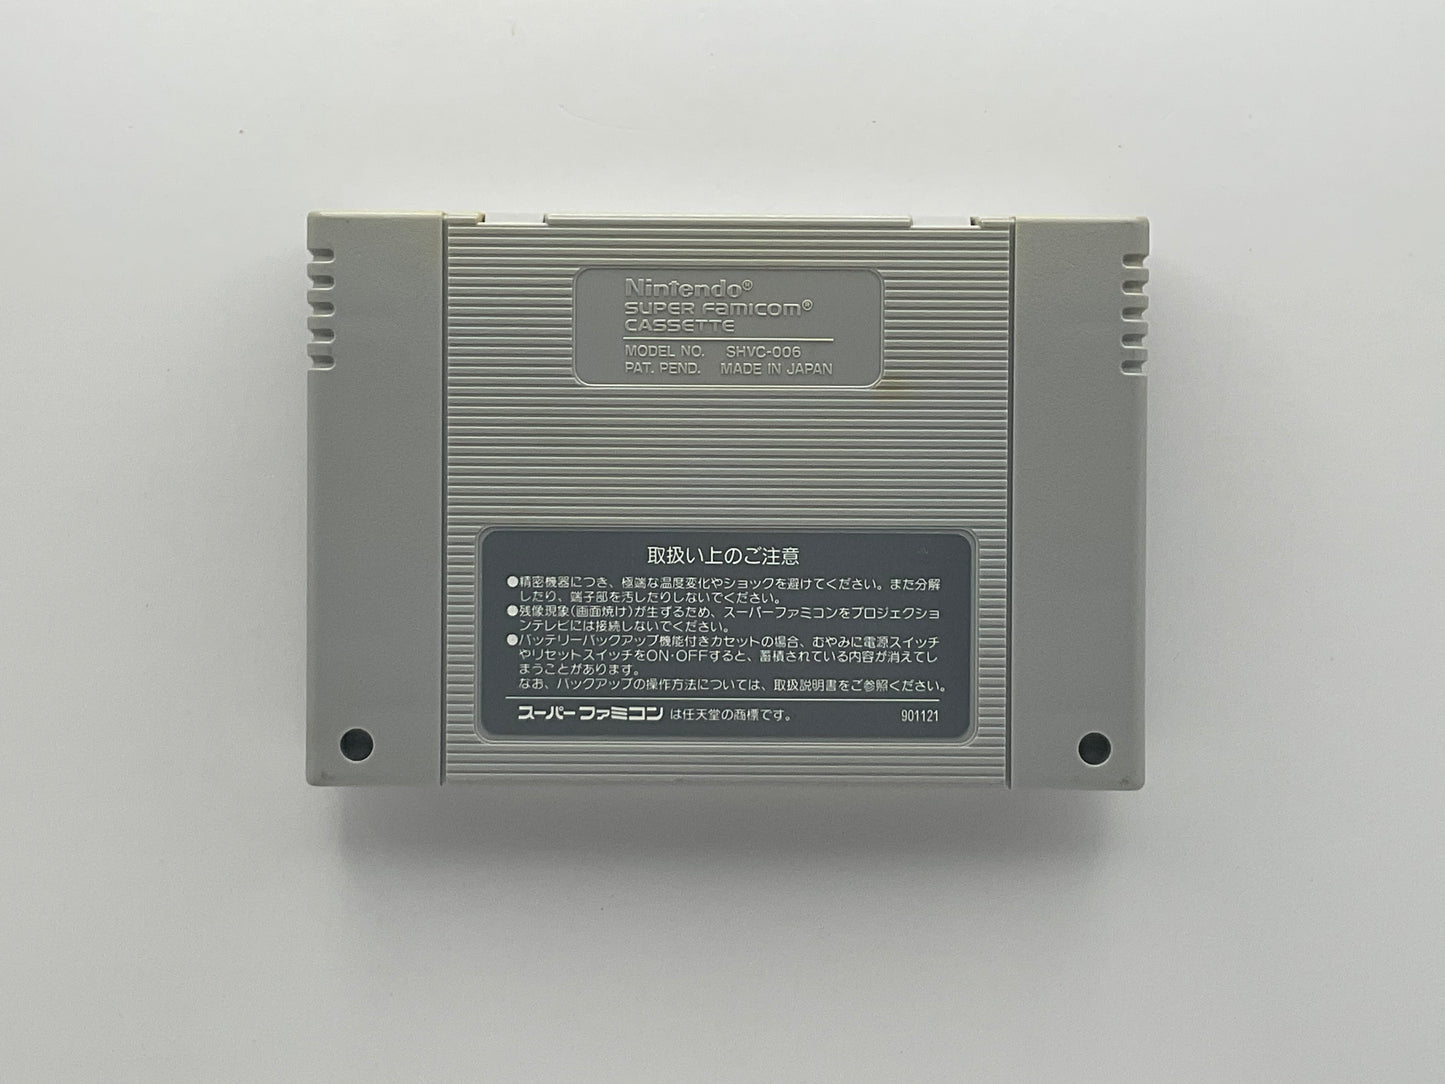 Nintendo®
SUPER FAMICOM®
CASSETTE
MODEL NO. SHVC-006
PAT. PEND. MADE IN JAPAN
取扱い上のご注意
●精密機器につき、極端な温度変化やショックを避けてください。また分解
したり、端子部を汚したりしないでください。
●残像現象(画面焼け)が生ずるため、スーパーファミコンをプロジェクショ
ンテレビには接続しないでください。
●バッテリーバックアップ機能付きカセットの場合、むやみに電源スイッチ
やリセットスイッチをON・OFFすると、蓄積されている内容が消えてし
まうことがあります。
なお、バックアップの操作方法については、取扱説明書をご参照ください。
スーパーファミコン は任天堂の商標です。 901121